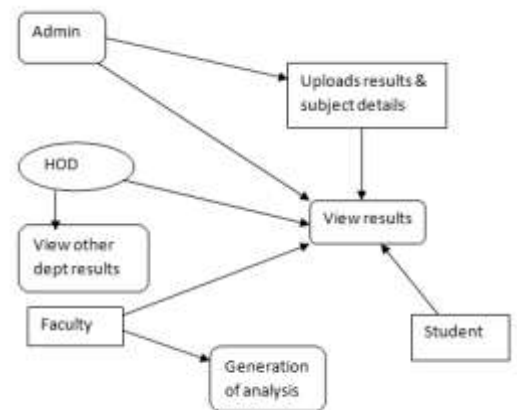 Admin
Uploads results &
subject details
HOD
View results
View other
dept results
Faculty
Student
Generation
of analysis